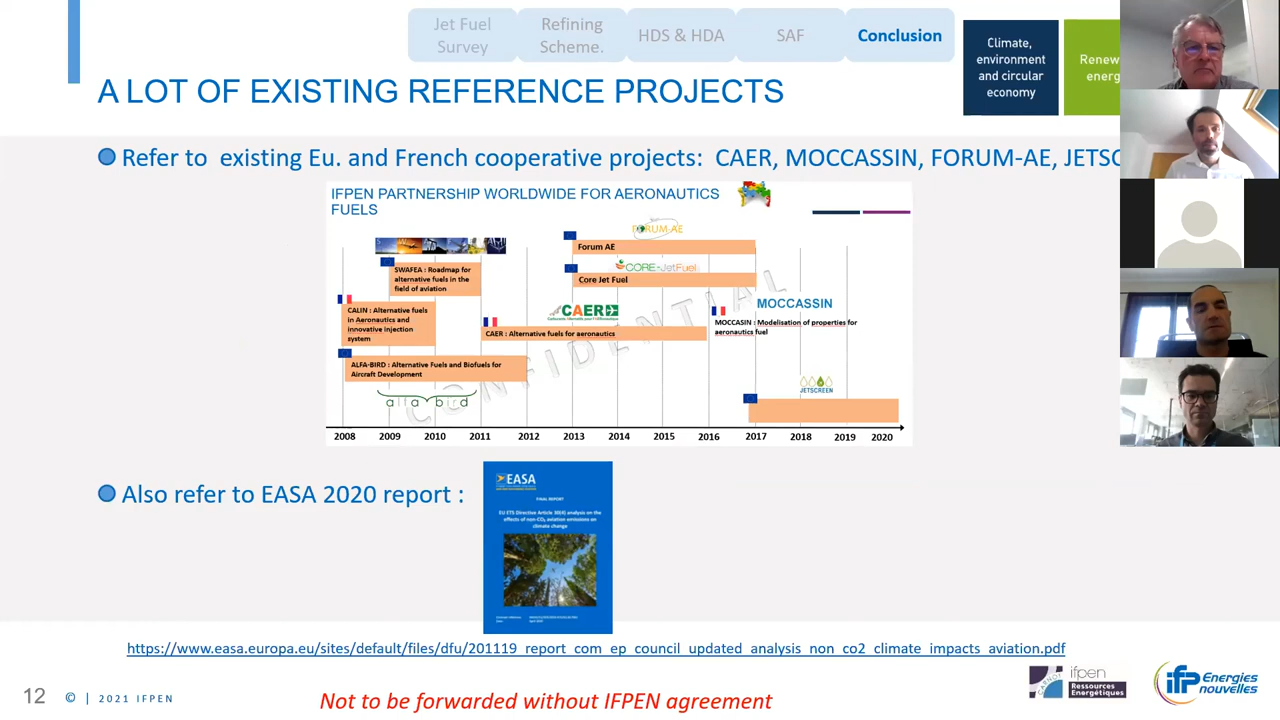 Jet Fuel
Survey
Refining
Scheme.
HDS & HDA
SAF
Conclusion
Climate,
environment
and circular
economy
Renew
energ
A LOT OF EXISTING REFERENCE PROJECTS
Refer to existing Eu. and French cooperative projects: CAER, MOCCASSIN, FORUM-AE, JETSC
IFPEN PARTNERSHIP WORLDWIDE FOR AERONAUTICS
FUELS
FORUM AE
Forum AE
SWAFEA : Roadmap for
alternative fuels in the
field of aviation
CORE-JetFuel
Core Jet Fuel
CALIN : Alternative fuels
in Aeronautics and
innovative injection
system
CAER
CAER : Alternative fuels for aeronautics
MOCCASSIN
MOCCASIN : Modelisation of properties for
aeronautics fuel
ALFA-BIRD : Alternative Fuels and Biofuels for
Aircraft Development
alfa bird
JETSCREEN
CONFIDENTIAL
2008 2009 2010 2011 2012 2013 2014 2015 2016 2017 2018 2019 2020
Also refer to EASA 2020 report :
EASA
FINAL REPORT
EU ETS Directive Article 30(4) analysis on the
effects of non-CO₂ aviation emissions on
climate change
https://www.easa.europa.eu/sites/default/files/dfu/201119_report_com_ep_council_updated_analysis_non_co2_climate_impacts_aviation.pdf
12 © | 2021 IFPEN
Not to be forwarded without IFPEN agreement
CARNOT
ifpen
Ressources
Energétiques
ifp Energies
nouvelles